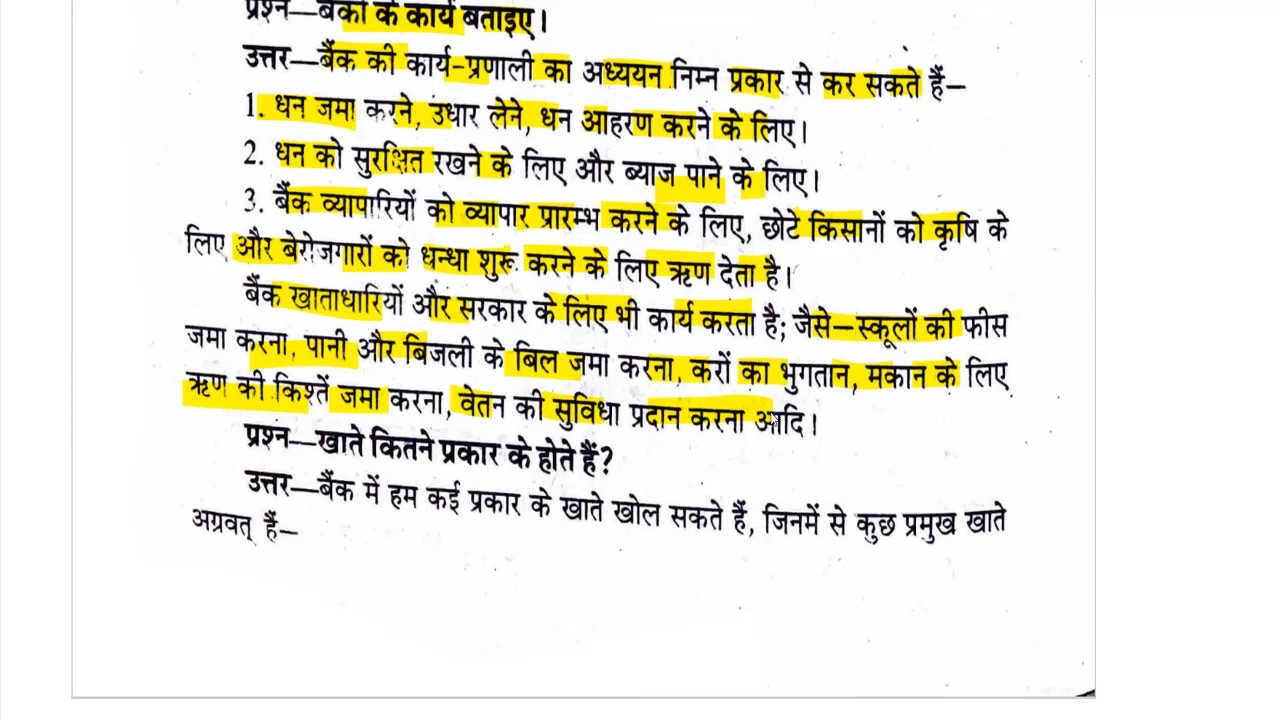 प्रश्न—बैंकों के कार्य बताइए।
उत्तर—बैंक की कार्य-प्रणाली का अध्ययन निम्न प्रकार से कर सकते हैं—
1. धन जमा करने, उधार लेने, धन आहरण करने के लिए।
2. धन को सुरक्षित रखने के लिए और ब्याज पाने के लिए।
3. बैंक व्यापारियों को व्यापार प्रारम्भ करने के लिए, छोटे किसानों को कृषि के
लिए और बेरोजगारों को धन्धा शुरू करने के लिए ऋण देता है।
बैंक खाताधारियों और सरकार के लिए भी कार्य करता है; जैसे—स्कूलों की फीस
जमा करना, पानी और बिजली के बिल जमा करना, करों का भुगतान, मकान के लिए
ऋण की किश्तें जमा करना, वेतन की सुविधा प्रदान करना आदि।
प्रश्न—खाते कितने प्रकार के होते हैं?
उत्तर—बैंक में हम कई प्रकार के खाते खोल सकते हैं, जिनमें से कुछ प्रमुख खाते
अग्रवत् हैं—